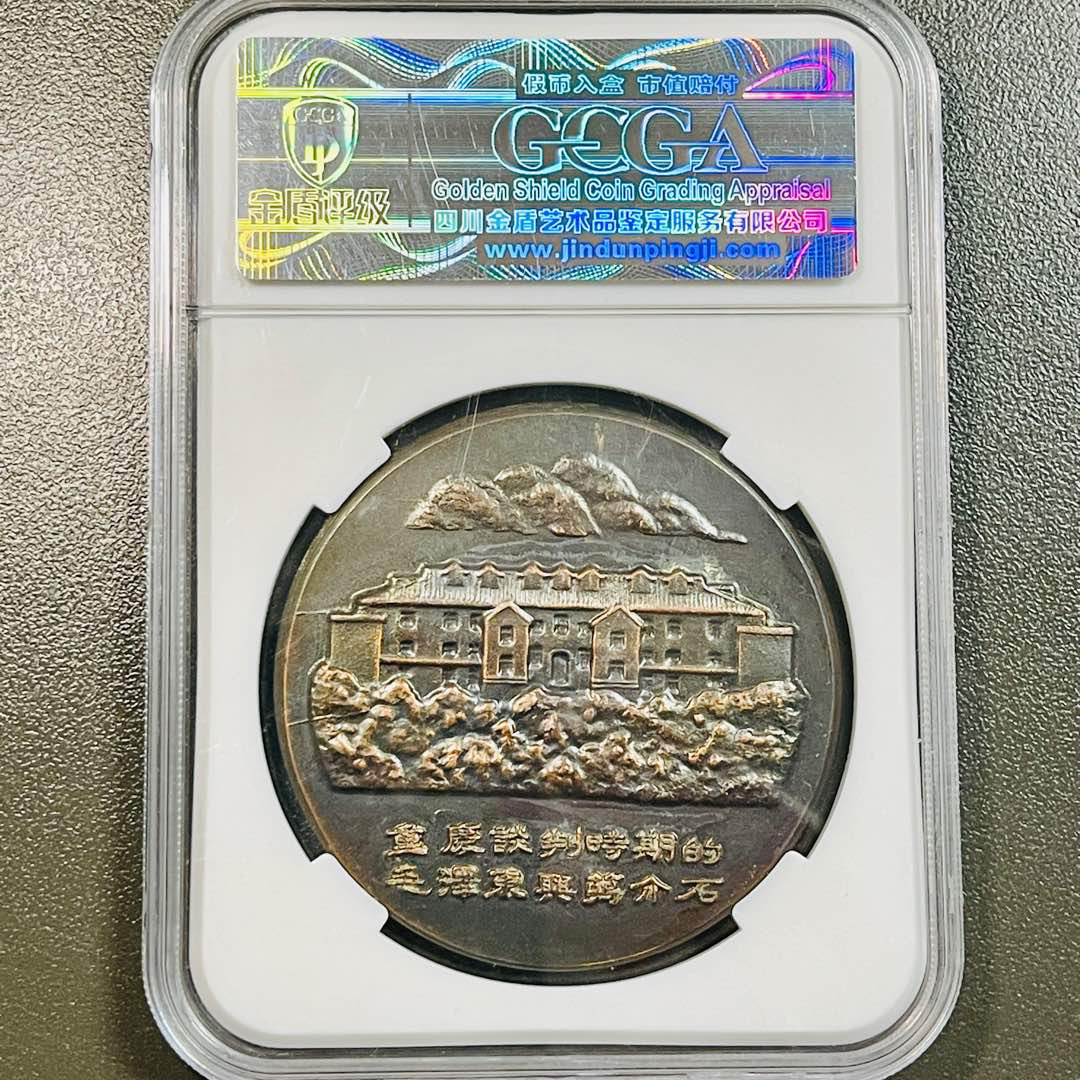 假币入盒 市值赔付
GCGA
GCGA
Golden Shield Coin Grading Appraisal
金盾评级
四川金盾艺术品鉴定服务有限公司
www.jindunpingji.com
重慶談判時期的
毛澤東與蔣介石